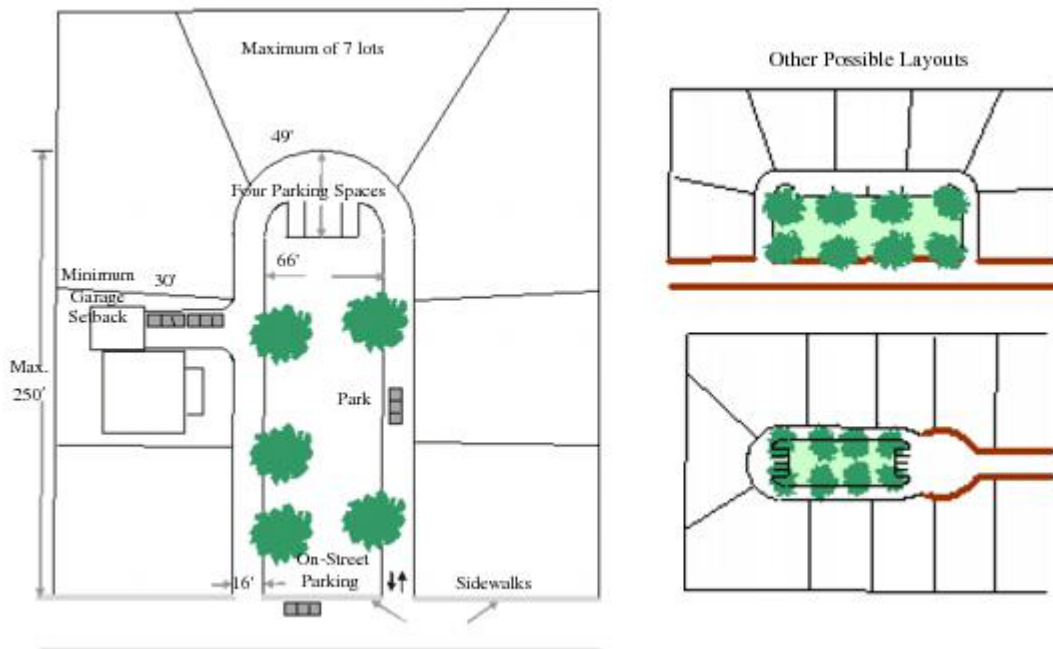 Maximum of 7 lots
Other Possible Layouts
49'
Four Parking Spaces
66'
Minimum
30'
Garage
Setback
Max.
250'
Park
On-Street
Parking
16'
Sidewalks